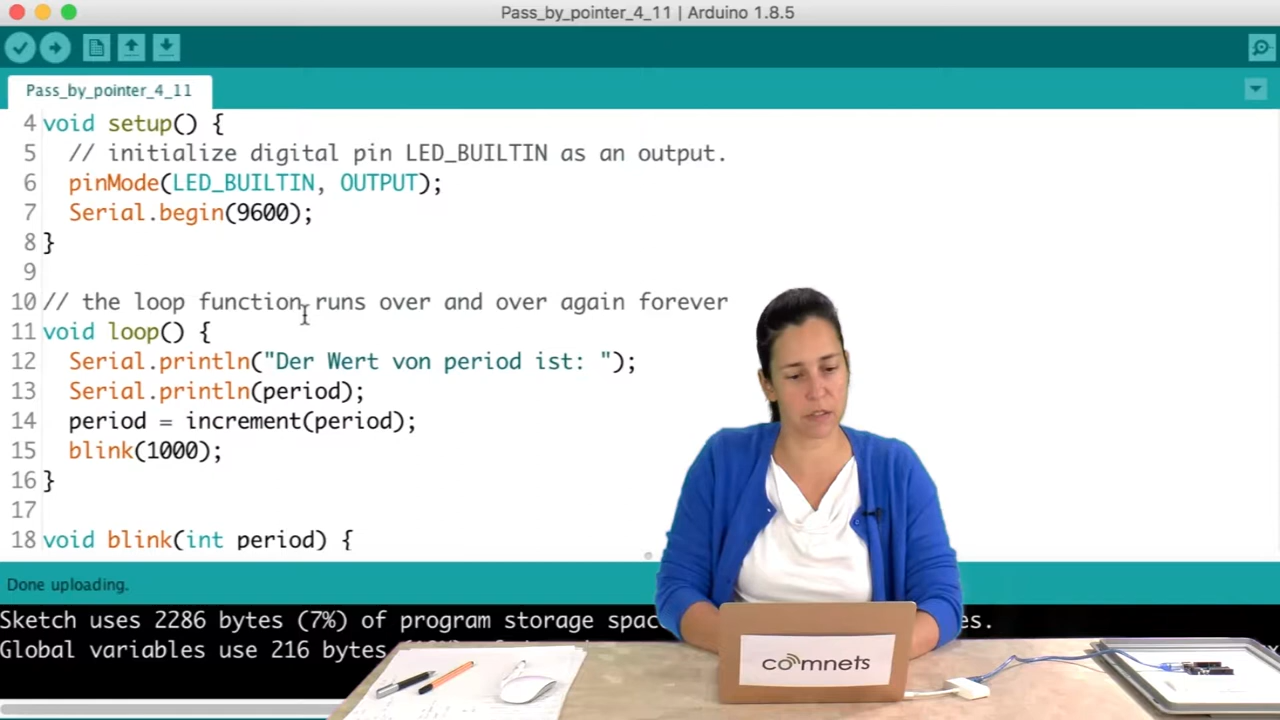 Pass_by_pointer_4_11 | Arduino 1.8.5
Pass_by_pointer_4_11
4 void setup() {
5 // initialize digital pin LED_BUILTIN as an output.
6 pinMode(LED_BUILTIN, OUTPUT);
7 Serial.begin(9600);
8 }
9
10 // the loop function runs over and over again forever
11 void loop() {
12 Serial.println("Der Wert von period ist: ");
13 Serial.println(period);
14 period = increment(period);
15 blink(1000);
16 }
17
18 void blink(int period) {
Done uploading.
Sketch uses 2286 bytes (7%) of program storage
Global variables use 216 bytes
comnets